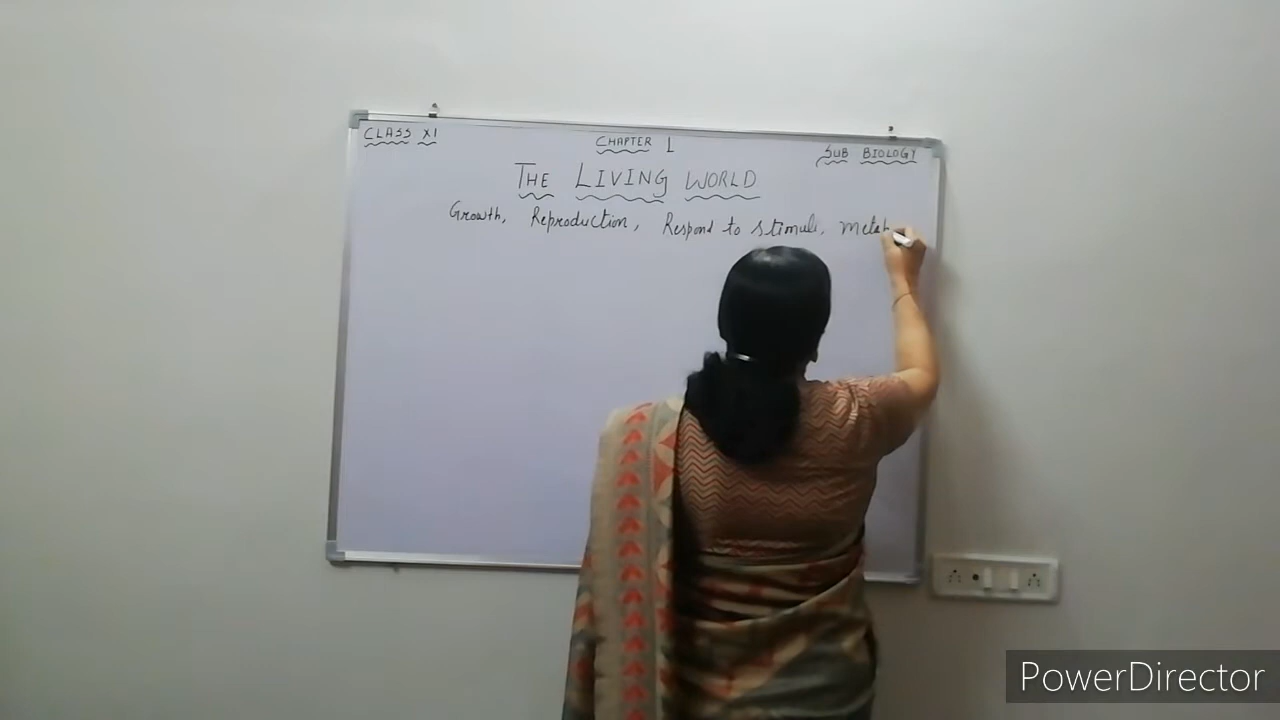 CLASS XI
CHAPTER 1
SUB BIOLOGY
THE LIVING WORLD
Growth, Reproduction, Respond to stimuli, Metab
PowerDirector